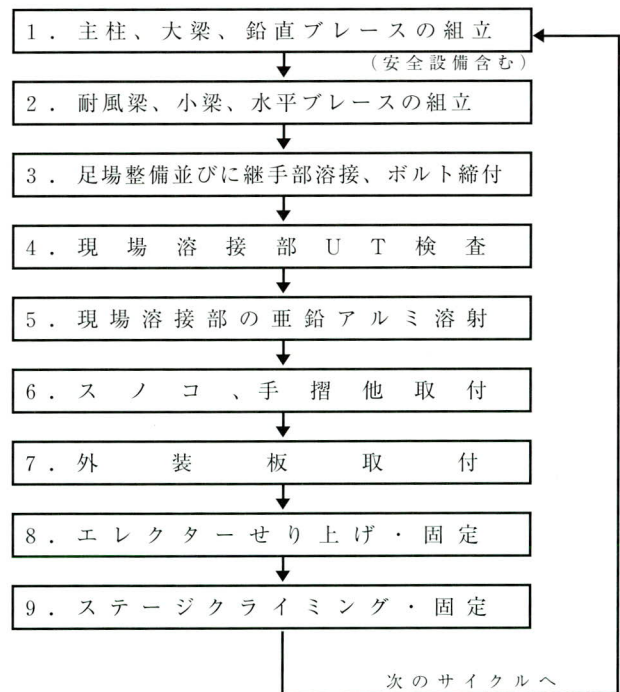 1．主柱、大梁、鉛直ブレースの組立
（安全設備含む）
2．耐風梁、小梁、水平ブレースの組立
3．足場整備並びに継手部溶接、ボルト締付
4．現場溶接部UT検査
5．現場溶接部の亜鉛アルミ溶射
6．スノコ、手摺他取付
7．外装板取付
8．エレクターせり上げ・固定
9．ステージクライミング・固定
次のサイクルへ